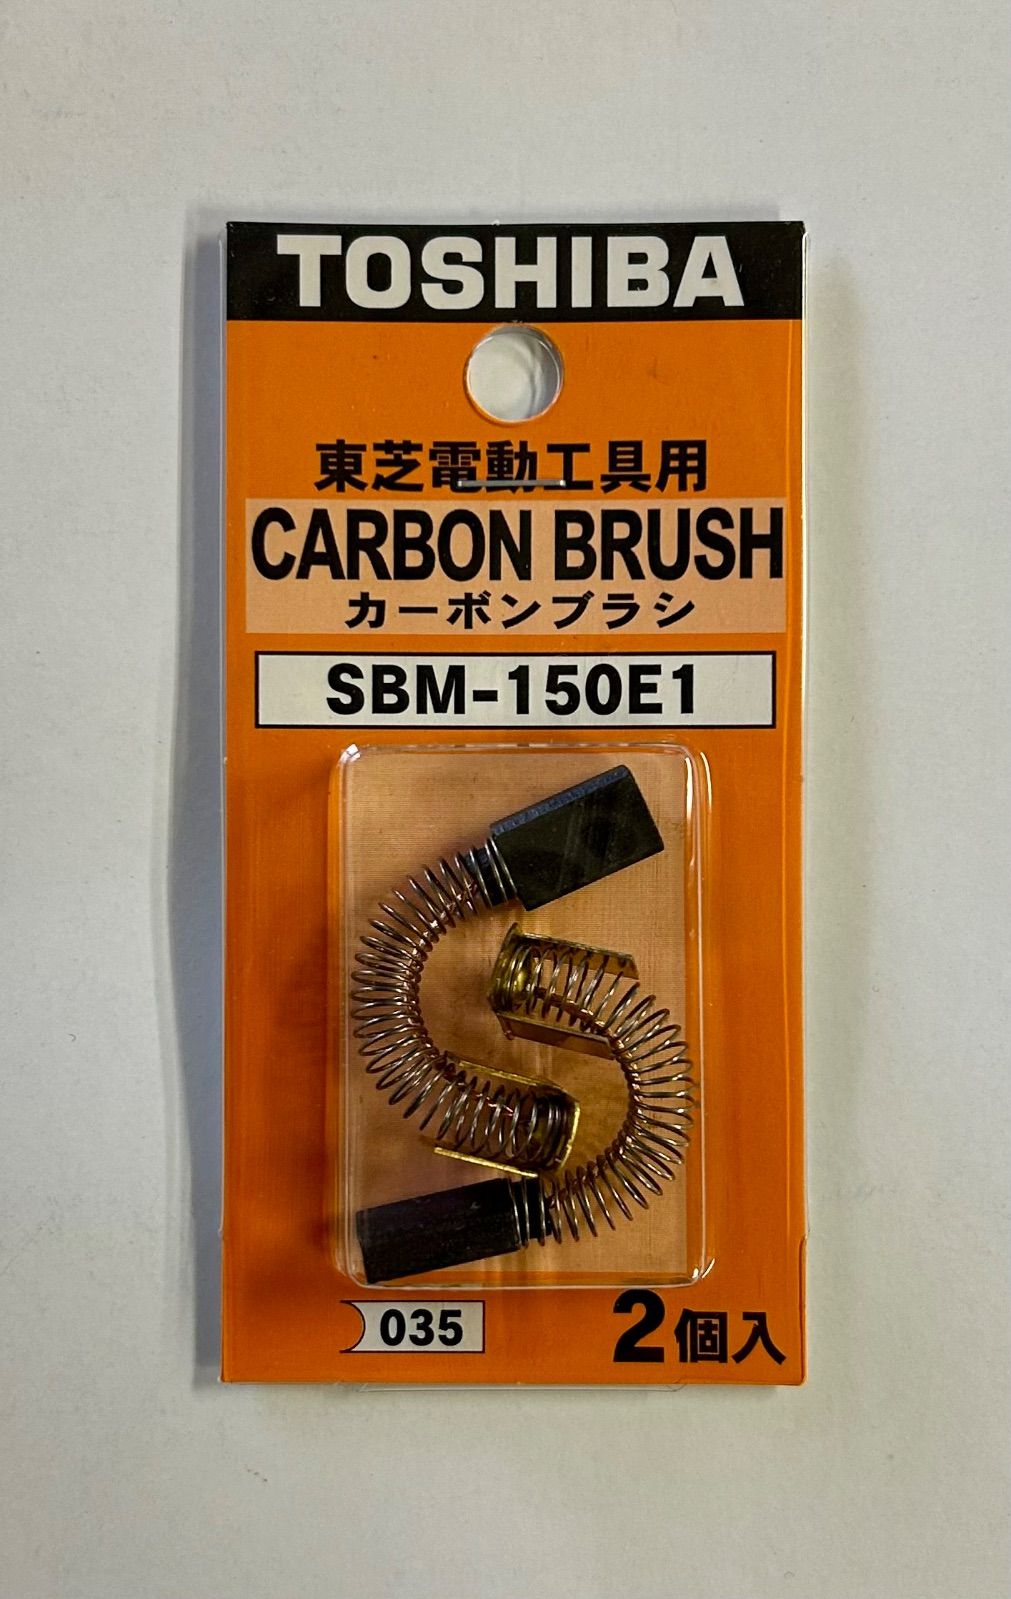 TOSHIBA
東芝電動工具用
CARBON BRUSH
カーボンブラシ
SBM-150E1
035
2個入